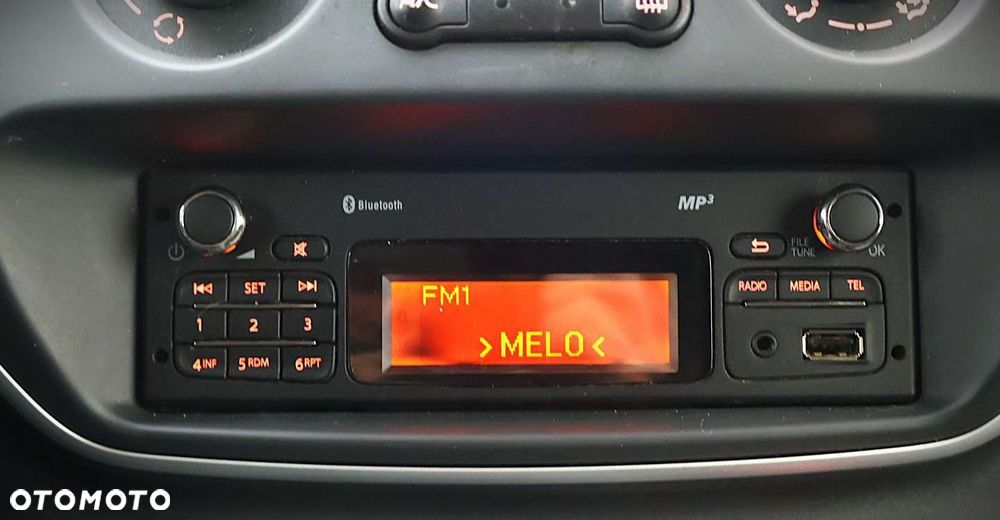 A/C
Bluetooth
MP3
FILE
TUNE
OK
SET
RADIO
MEDIA
TEL
1
2
3
4 INF
5 RDM
6 RPT
FM1
>MELO<
OTOMOTO